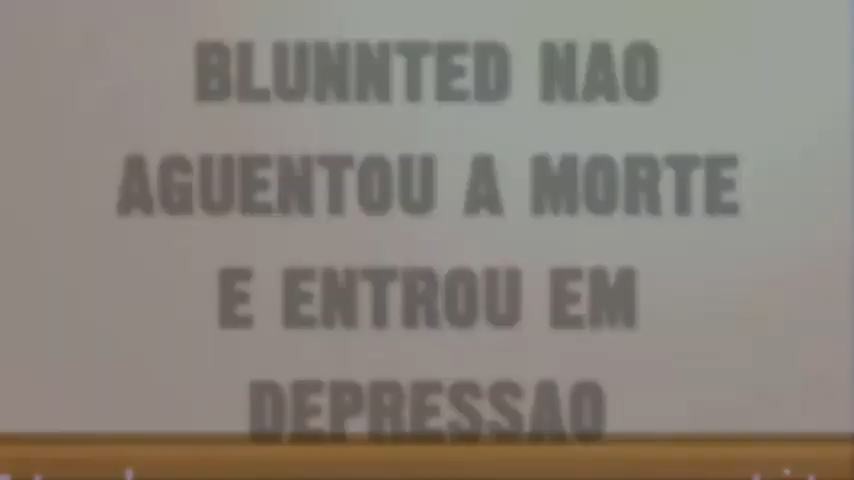 BLUNNTED NAO
AGUENTOU A MORTE
E ENTROU EM
DEPRESSAO